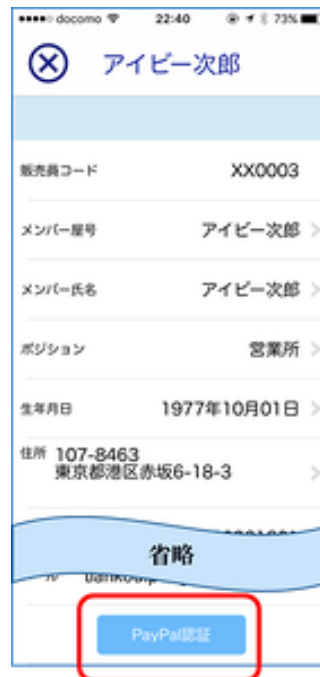 docomo 22:40 73%
アイビー次郎
販売員コード XX0003
メンバー屋号 アイビー次郎
メンバー氏名 アイビー次郎
ポジション 営業所
生年月日 1977年10月01日
住所 107-8463
東京都港区赤坂6-18-3
省略
PayPal認証